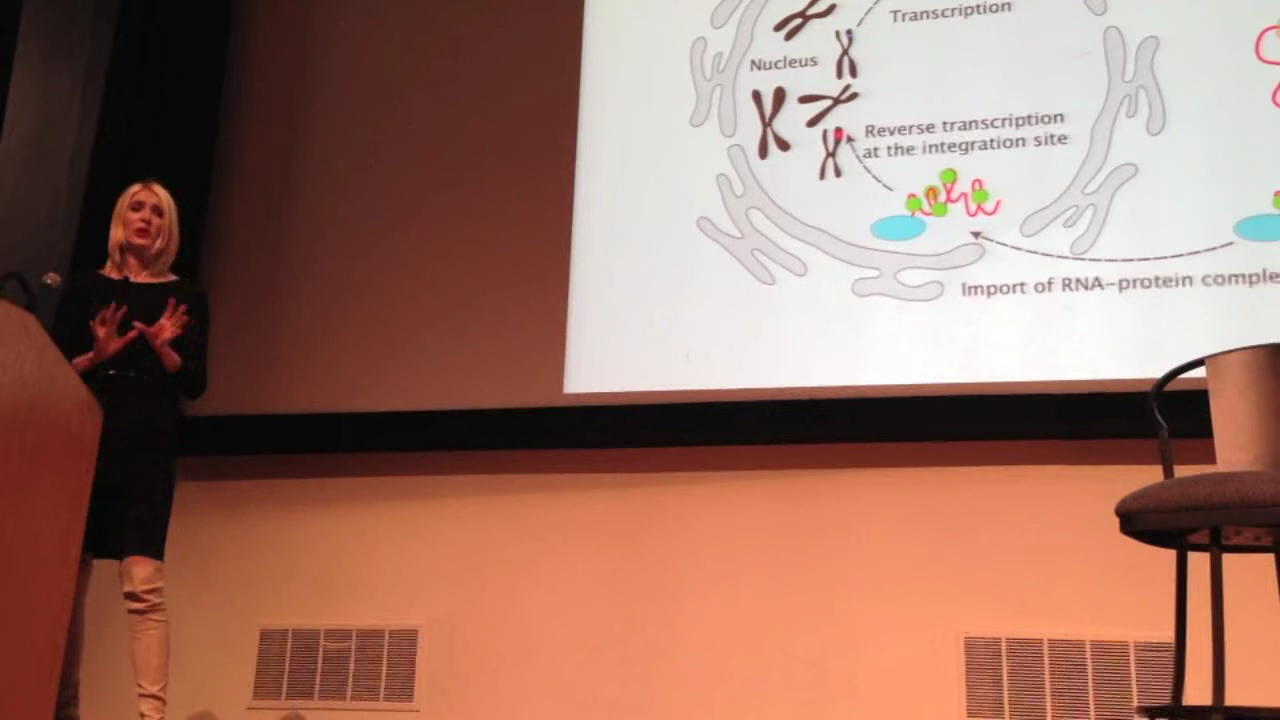 Transcription
Nucleus
Reverse transcription
at the integration site
Import of RNA-protein comple